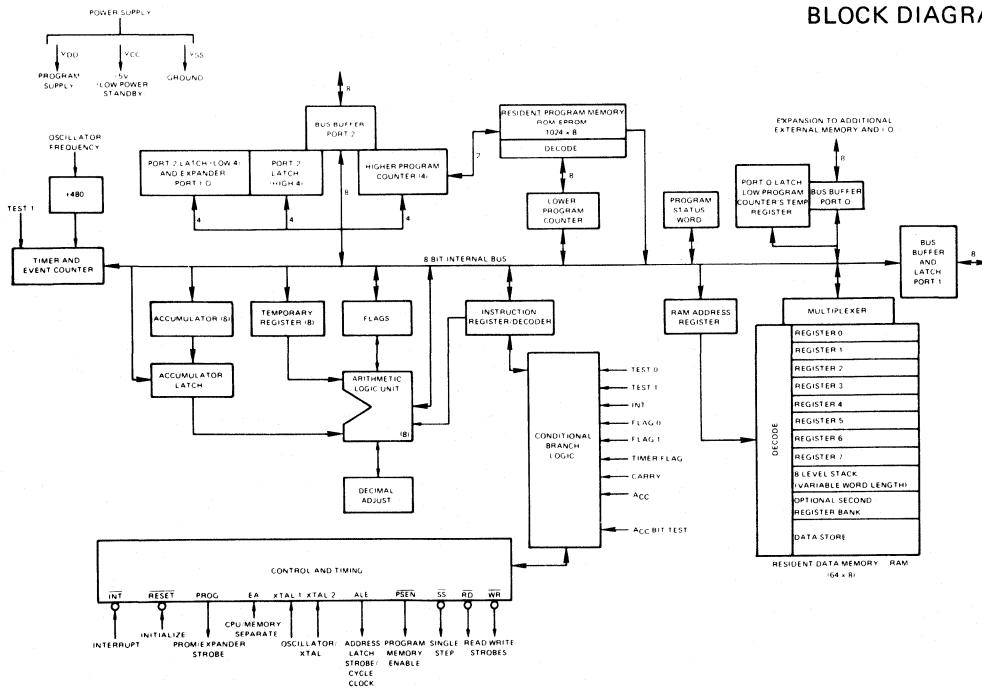 BLOCK DIAGRA
POWER SUPPLY
VDD
VCC
VSS
PROGRAM
SUPPLY
+5V
(LOW POWER
STANDBY)
GROUND
OSCILLATOR
FREQUENCY
÷480
TEST 1
TIMER AND
EVENT COUNTER
8
BUS BUFFER
PORT 2
PORT 2 LATCH (LOW 4)
AND EXPANDER
PORT I/O
PORT 2
LATCH
(HIGH 4)
HIGHER PROGRAM
COUNTER (4)
4
4
4
8
2
RESIDENT PROGRAM MEMORY
ROM EPROM
1024 x 8
DECODE
8
LOWER
PROGRAM
COUNTER
PROGRAM
STATUS
WORD
EXPANSION TO ADDITIONAL
EXTERNAL MEMORY AND I O
8
PORT 0 LATCH
LOW PROGRAM
COUNTER'S TEMP
REGISTER
BUS BUFFER
PORT 0
BUS
BUFFER
AND
LATCH
PORT 1
8
8 BIT INTERNAL BUS
ACCUMULATOR (8)
TEMPORARY
REGISTER (8)
FLAGS
INSTRUCTION
REGISTER/DECODER
RAM ADDRESS
REGISTER
MULTIPLEXER
ACCUMULATOR
LATCH
ARITHMETIC
LOGIC UNIT
(8)
DECIMAL
ADJUST
CONDITIONAL
BRANCH
LOGIC
TEST 0
TEST 1
INT
FLAG 0
FLAG 1
TIMER FLAG
CARRY
ACC
ACC BIT TEST
DECODE
REGISTER 0
REGISTER 1
REGISTER 2
REGISTER 3
REGISTER 4
REGISTER 5
REGISTER 6
REGISTER 7
8 LEVEL STACK
(VARIABLE WORD LENGTH)
OPTIONAL SECOND
REGISTER BANK
DATA STORE
RESIDENT DATA MEMORY RAM
(64 x 8)
CONTROL AND TIMING
INT RESET PROG EA XTAL 1 XTAL 2 ALE PSEN SS RD WR
INTERRUPT
INITIALIZE
PROM/EXPANDER
STROBE
CPU/MEMORY
SEPARATE
OSCILLATOR/
XTAL
ADDRESS
LATCH
STROBE/
CYCLE
CLOCK
PROGRAM
MEMORY
ENABLE
SINGLE
STEP
READ WRITE
STROBES